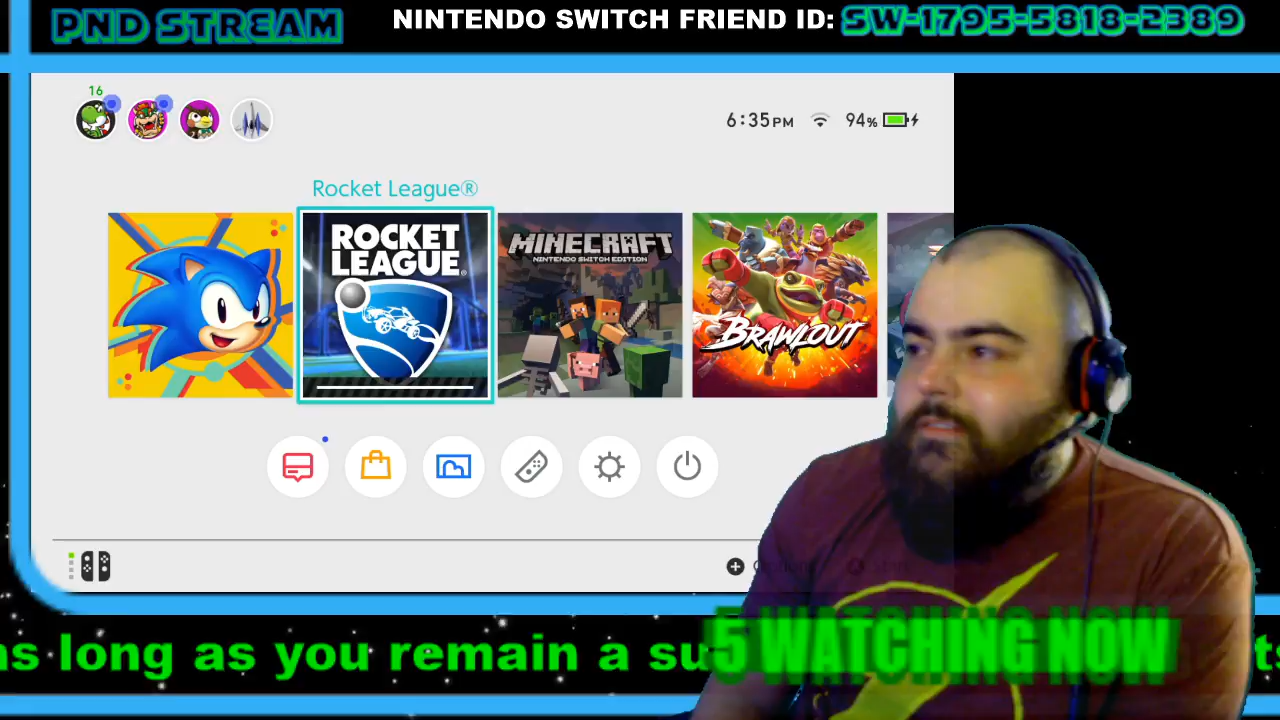 PND STREAM
NINTENDO SWITCH FRIEND ID: SW-1795-5818-2389
16
6:35 PM 94%
Rocket League®
ROCKET
LEAGUE®
MINECRAFT
NINTENDO SWITCH EDITION
BRAWLOUT
as long as you remain a su
5 WATCHING NOW